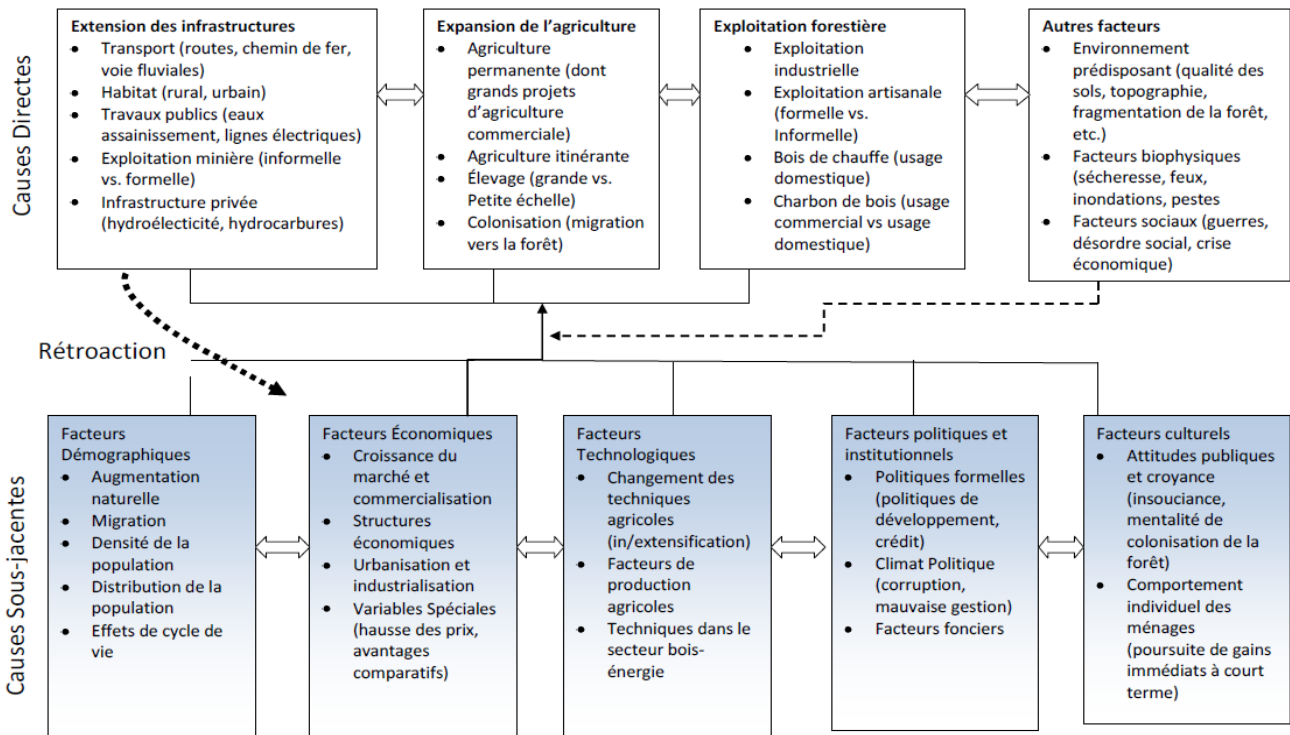 Causes Directes
Extension des infrastructures
• Transport (routes, chemin de fer,
voie fluviales)
• Habitat (rural, urbain)
• Travaux publics (eaux
assainissement, lignes électriques)
• Exploitation minière (informelle
vs. formelle)
• Infrastructure privée
(hydroélecticité, hydrocarbures)
Expansion de l'agriculture
• Agriculture
permanente (dont
grands projets
d'agriculture
commerciale)
• Agriculture itinérante
• Élevage (grande vs.
Petite échelle)
• Colonisation (migration
vers la forêt)
Exploitation forestière
• Exploitation
industrielle
• Exploitation artisanale
(formelle vs.
Informelle)
• Bois de chauffe (usage
domestique)
• Charbon de bois (usage
commercial vs usage
domestique)
Autres facteurs
• Environnement
prédisposant (qualité des
sols, topographie,
fragmentation de la forêt,
etc.)
• Facteurs biophysiques
(sécheresse, feux,
inondations, pestes
• Facteurs sociaux (guerres,
désordre social, crise
économique)
Rétroaction
Causes Sous-jacentes
Facteurs
Démographiques
• Augmentation
naturelle
• Migration
• Densité de la
population
• Distribution de la
population
• Effets de cycle de
vie
Facteurs Économiques
• Croissance du
marché et
commercialisation
• Structures
économiques
• Urbanisation et
industrialisation
• Variables Spéciales
(hausse des prix,
avantages
comparatifs)
Facteurs
Technologiques
• Changement des
techniques
agricoles
(in/extensification)
• Facteurs de
production
agricoles
• Techniques dans le
secteur bois-
énergie
Facteurs politiques et
institutionnels
• Politiques formelles
(politiques de
développement,
crédit)
• Climat Politique
(corruption,
mauvaise gestion)
• Facteurs fonciers
Facteurs culturels
• Attitudes publiques
et croyance
(insouciance,
mentalité de
colonisation de la
forêt)
• Comportement
individuel des
ménages
(poursuite de gains
immédiats à court
terme)